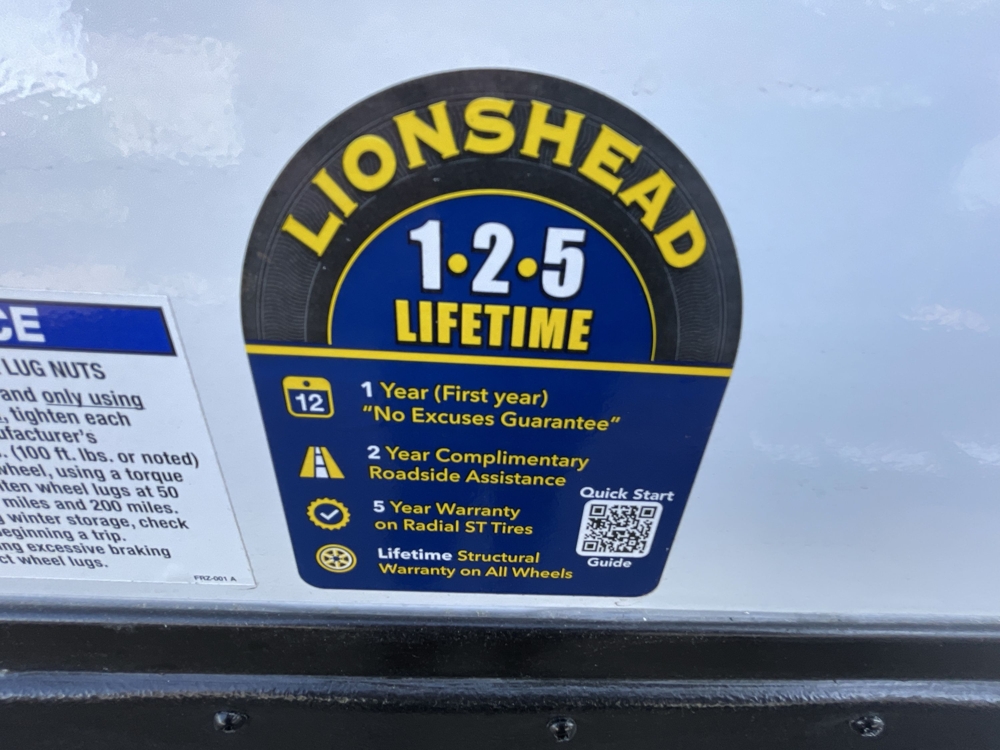 LIONSHEAD
1•2•5
LIFETIME
12
1 Year (First year)
"No Excuses Guarantee"
2 Year Complimentary
Roadside Assistance
5 Year Warranty
on Radial ST Tires
Lifetime Structural
Warranty on All Wheels
Quick Start
Guide
CE
LUG NUTS
and only using
, tighten each
ufacturer's
. (100 ft. lbs. or noted)
wheel, using a torque
ten wheel lugs at 50
miles and 200 miles.
winter storage, check
eginning a trip.
ng excessive braking
ct wheel lugs.
FRZ-001 A